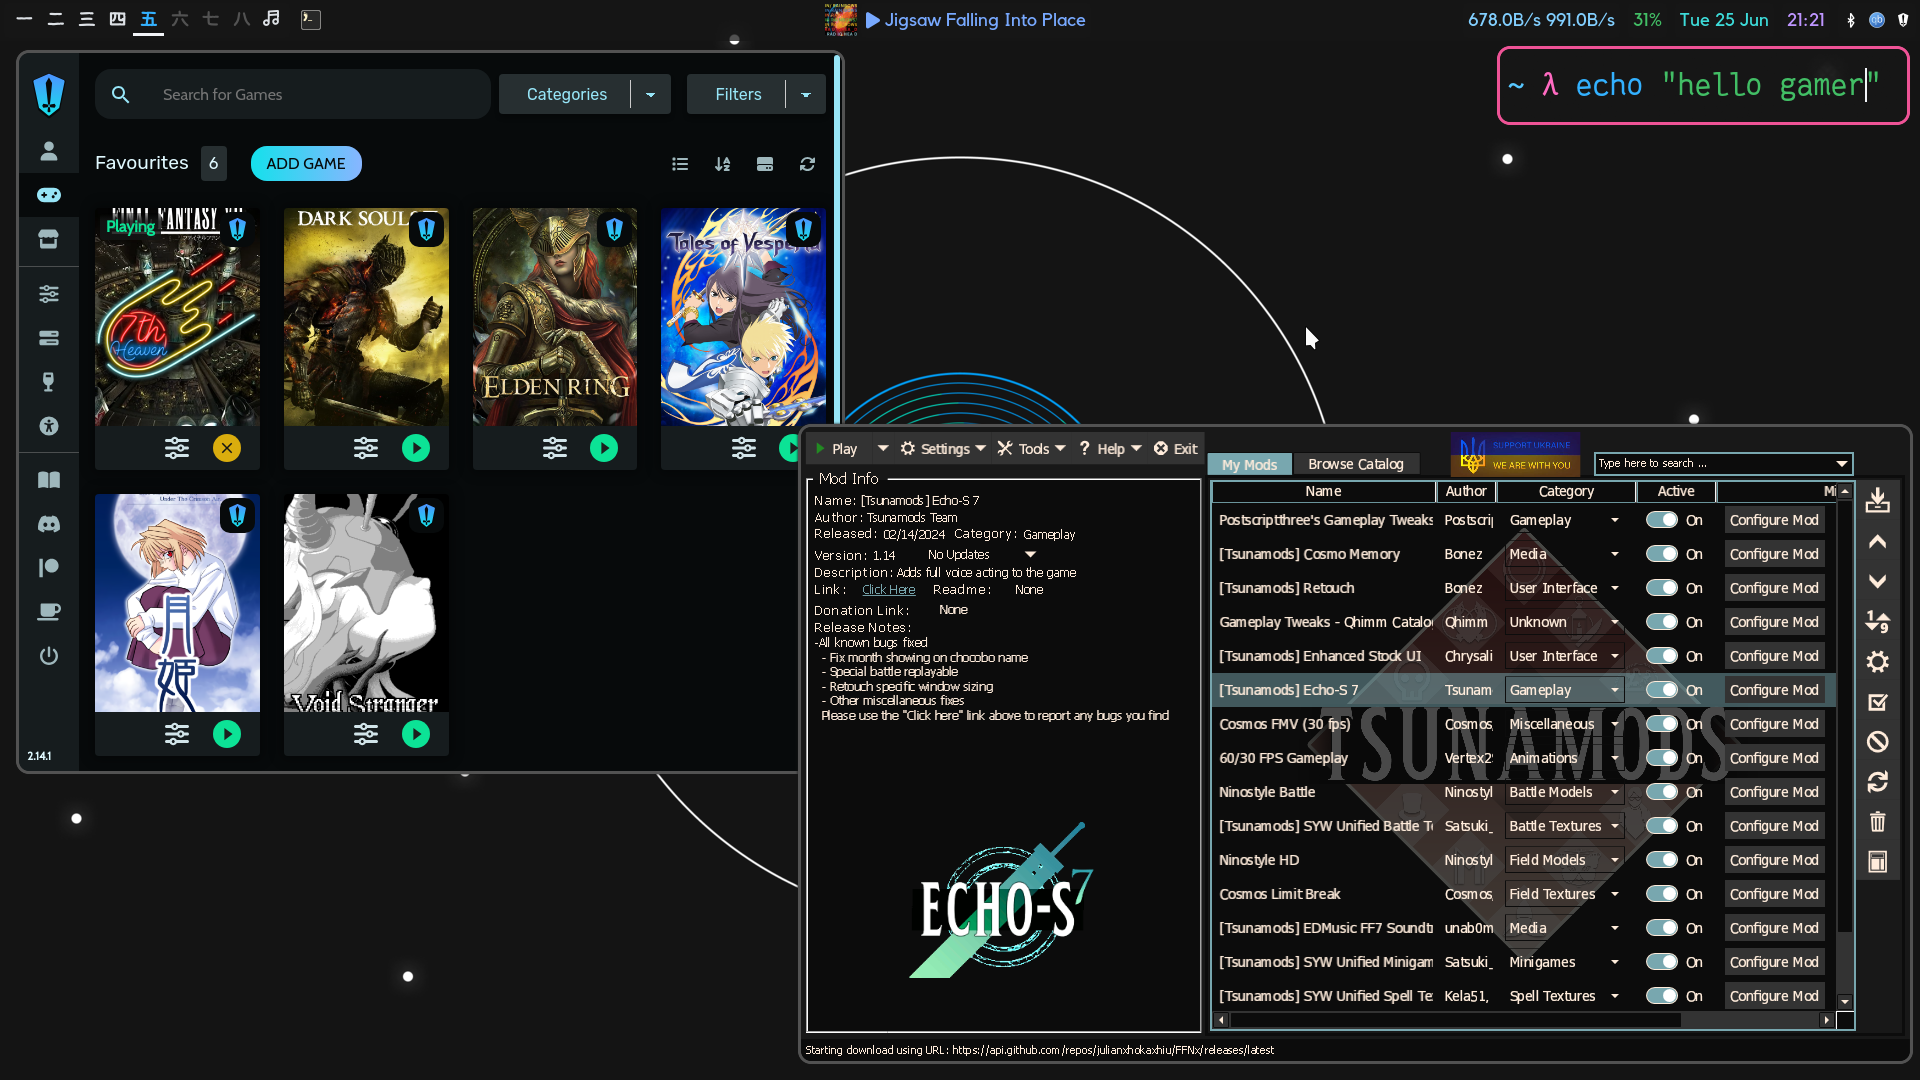 一 二 三 四 五 六 七 八
Jigsaw Falling Into Place
678.0B/s 991.0B/s 31% Tue 25 Jun 21:21
~ λ echo "hello gamer"
Search for Games
Categories
Filters
Favourites 6 ADD GAME
Playing
FINAL FANTASY VII
7th
Heaven
DARK SOULS
ELDEN RING
Tales of Vesperia
月姫
Void Stranger
2.14.1
Play Settings Tools Help Exit
Mod Info
Name: [Tsunamods] Echo-S 7
Author: Tsunamods Team
Released: 02/14/2024 Category: Gameplay
Version: 1.14 No Updates
Description: Adds full voice acting to the game
Link: Click Here Readme: None
Donation Link: None
Release Notes:
-All known bugs fixed
- Fix month showing on chocobo name
- Special battle replayable
- Retouch specific window sizing
- Other miscellaneous fixes
Please use the "Click here" link above to report any bugs you find
ECHO-S 7
My Mods Browse Catalog
SUPPORT UKRAINE
WE ARE WITH YOU
Type here to search ...
Name Author Category Active Mi
Postscriptthree's Gameplay Tweaks Postscri Gameplay On Configure Mod
[Tsunamods] Cosmo Memory Bonez Media On Configure Mod
[Tsunamods] Retouch Bonez User Interface On Configure Mod
Gameplay Tweaks - Qhimm Catalo Qhimm Unknown On Configure Mod
[Tsunamods] Enhanced Stock UI Chrysali User Interface On Configure Mod
[Tsunamods] Echo-S 7 Tsunam Gameplay On Configure Mod
Cosmos FMV (30 fps) Cosmos Miscellaneous On Configure Mod
60/30 FPS Gameplay Vertex2 Animations On Configure Mod
Ninostyle Battle Ninostyl Battle Models On Configure Mod
[Tsunamods] SYW Unified Battle Te Satsuki_ Battle Textures On Configure Mod
Ninostyle HD Ninostyl Field Models On Configure Mod
Cosmos Limit Break Cosmos Field Textures On Configure Mod
[Tsunamods] EDMusic FF7 Soundt unab0m Media On Configure Mod
[Tsunamods] SYW Unified Minigam Satsuki_ Minigames On Configure Mod
[Tsunamods] SYW Unified Spell Te Kela51, Spell Textures On Configure Mod
TSUNAMODS
Starting download using URL: https://api.github.com/repos/julianxhokaxhiu/FFNx/releases/latest